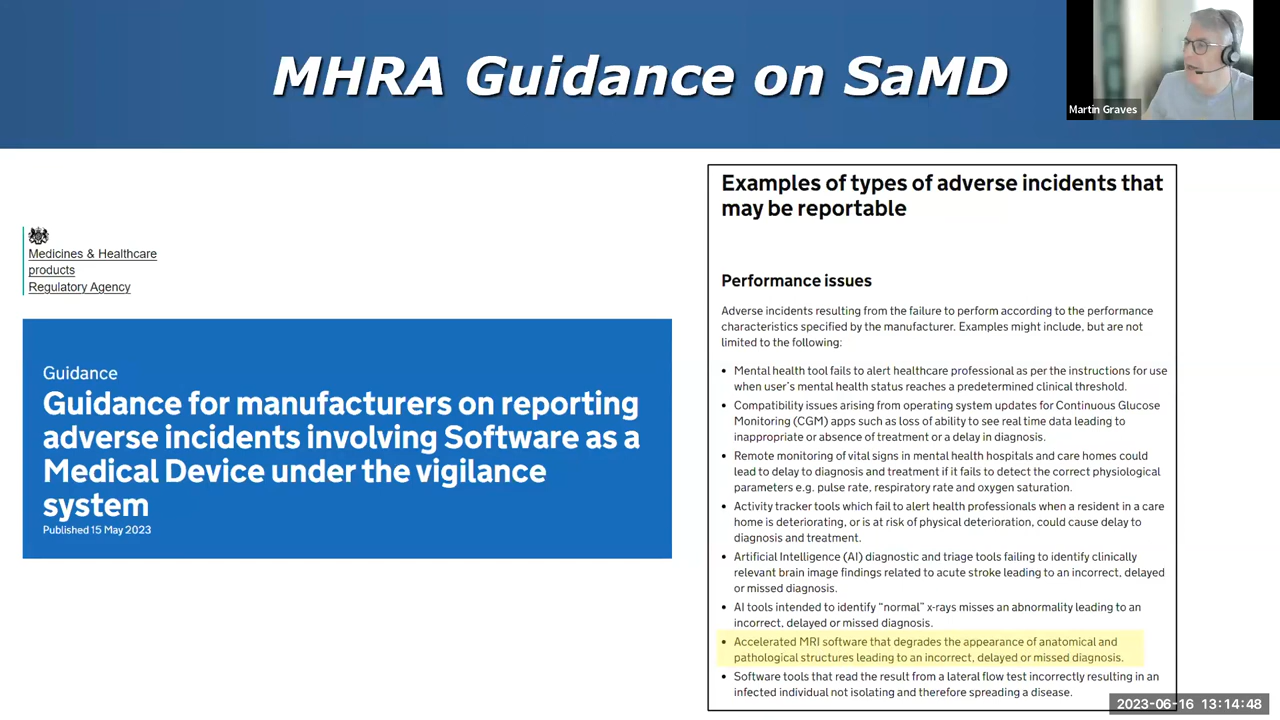 MHRA Guidance on SaMD
Martin Graves
Medicines & Healthcare
products
Regulatory Agency
Guidance
Guidance for manufacturers on reporting
adverse incidents involving Software as a
Medical Device under the vigilance
system
Published 15 May 2023
Examples of types of adverse incidents that
may be reportable
Performance issues
Adverse incidents resulting from the failure to perform according to the performance
characteristics specified by the manufacturer. Examples might include, but are not
limited to the following:
• Mental health tool fails to alert healthcare professional as per the instructions for use
when user's mental health status reaches a predetermined clinical threshold.
• Compatibility issues arising from operating system updates for Continuous Glucose
Monitoring (CGM) apps such as loss of ability to see real time data leading to
inappropriate or absence of treatment or a delay in diagnosis.
• Remote monitoring of vital signs in mental health hospitals and care homes could
lead to delay to diagnosis and treatment if it fails to detect the correct physiological
parameters e.g. pulse rate, respiratory rate and oxygen saturation.
• Activity tracker tools which fail to alert health professionals when a resident in a care
home is deteriorating, or is at risk of physical deterioration, could cause delay to
diagnosis and treatment.
• Artificial Intelligence (AI) diagnostic and triage tools failing to identify clinically
relevant brain image findings related to acute stroke leading to an incorrect, delayed
or missed diagnosis.
• AI tools intended to identify “normal” x-rays misses an abnormality leading to an
incorrect, delayed or missed diagnosis.
• Accelerated MRI software that degrades the appearance of anatomical and
pathological structures leading to an incorrect, delayed or missed diagnosis.
• Software tools that read the result from a lateral flow test incorrectly resulting in an
infected individual not isolating and therefore spreading a disease.
2023-06-16 13:14:48